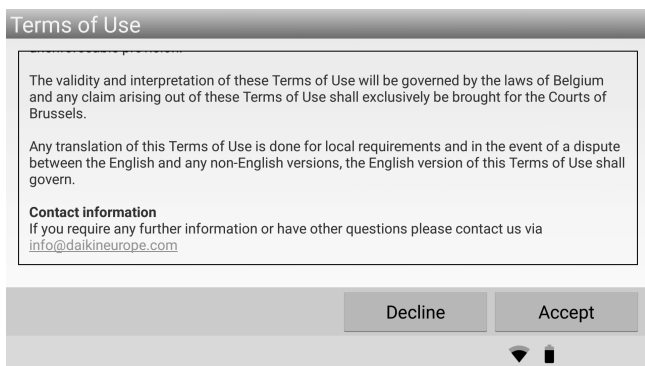 Terms of Use
The validity and interpretation of these Terms of Use will be governed by the laws of Belgium
and any claim arising out of these Terms of Use shall exclusively be brought for the Courts of
Brussels.
Any translation of this Terms of Use is done for local requirements and in the event of a dispute
between the English and any non-English versions, the English version of this Terms of Use shall
govern.
Contact information
If you require any further information or have other questions please contact us via
info@daikineurope.com
Decline
Accept